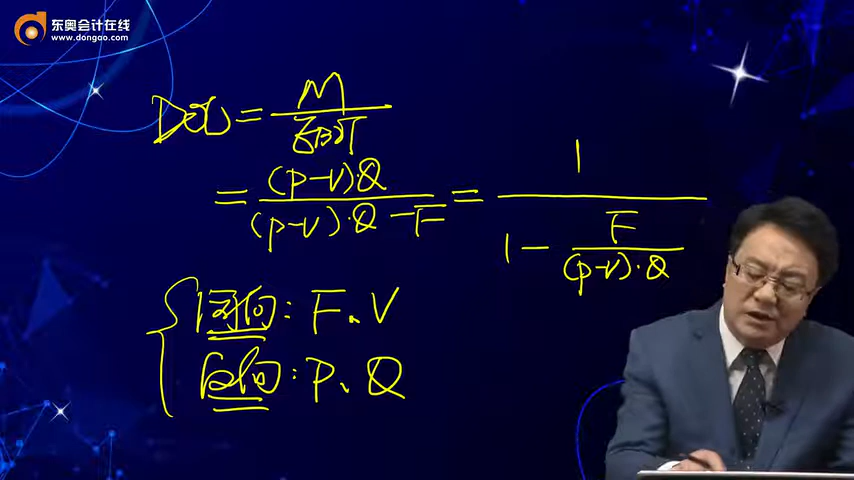 东奥会计在线
www.dongao.com
DOL = M / EBIT
= (P-V)·Q / (P-V)·Q - F = 1 / 1 - F / (P-V)·Q
同向: F、V
反向: P、Q